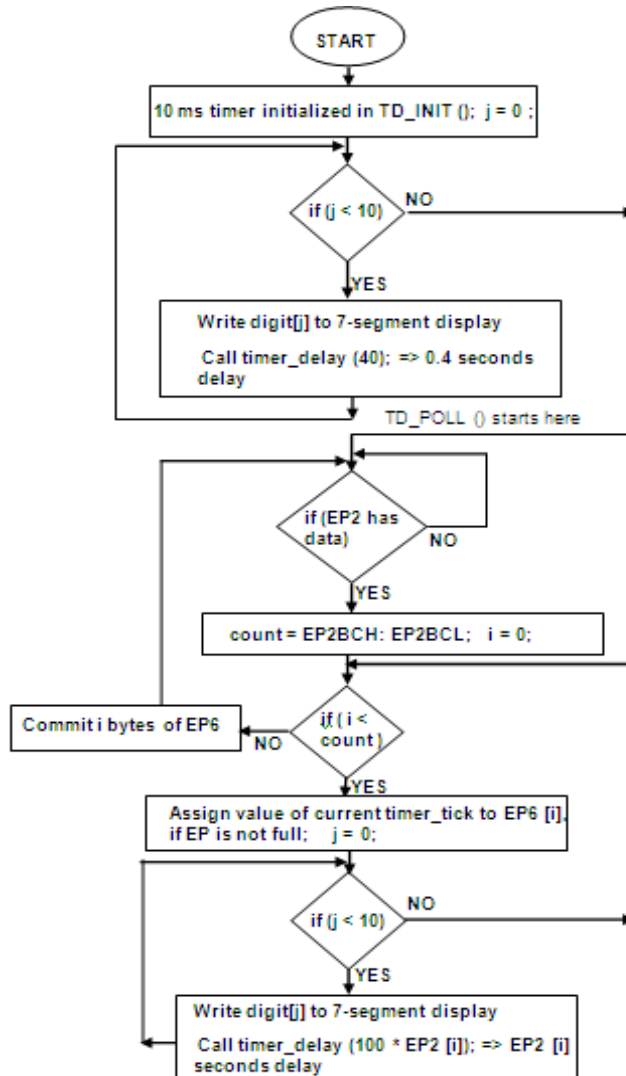 START
10 ms timer initialized in TD_INIT (); j = 0 ;
if (j < 10)
NO
YES
Write digit[j] to 7-segment display
Call timer_delay (40); => 0.4 seconds
delay
TD_POLL () starts here
if (EP2 has
data)
NO
YES
count = EP2BCH: EP2BCL; i = 0;
if ( i <
count )
Commit i bytes of EP6
NO
YES
Assign value of current timer_tick to EP6 [i],
if EP is not full; j = 0;
if (j < 10)
NO
YES
Write digit[j] to 7-segment display
Call timer_delay (100 * EP2 [i]); => EP2 [i]
seconds delay